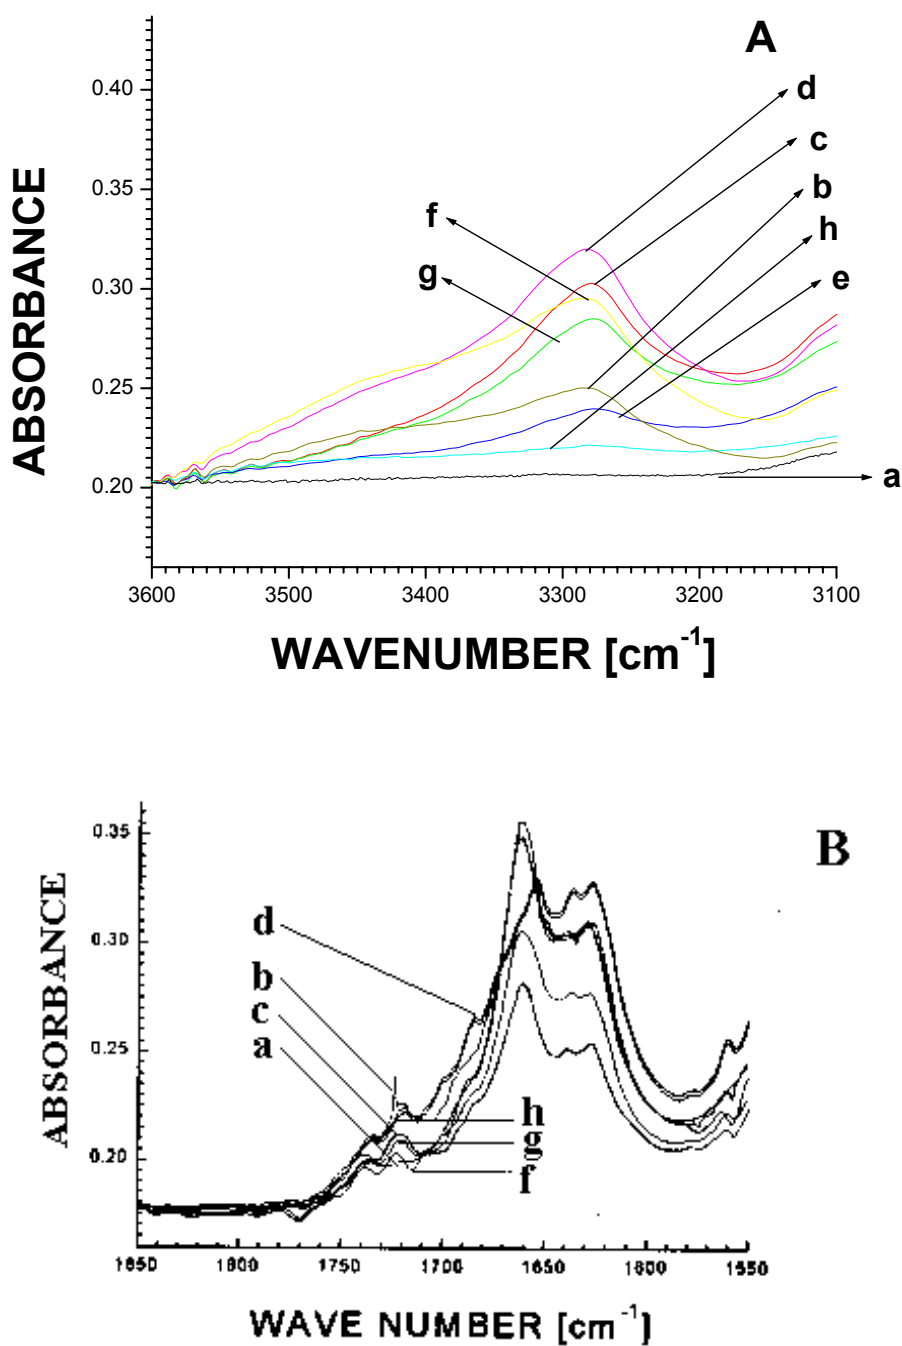 A
d
0.40
c
0.35
b
f
h
g
e
0.30
0.25
0.20
a
ABSORBANCE
3600 3500 3400 3300 3200 3100
WAVENUMBER [cm-1]
0.35
B
d
0.30
b
c
a
0.25
h
g
0.20
f
ABSORBANCE
1850 1800 1750 1700 1650 1600 1550
WAVE NUMBER [cm-1]